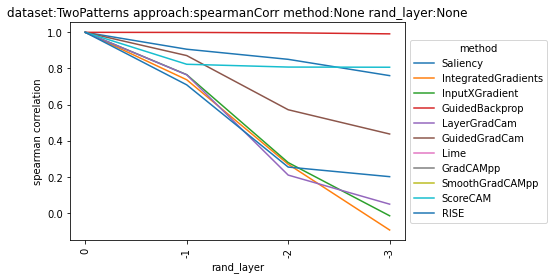 dataset:TwoPatterns approach:spearmanCorr method:None rand_layer:None
1.0
0.8
0.6
0.4
0.2
0.0
spearman correlation
0
-1
-2
-3
rand_layer
method
Saliency
IntegratedGradients
InputXGradient
GuidedBackprop
LayerGradCam
GuidedGradCam
Lime
GradCAMpp
SmoothGradCAMpp
ScoreCAM
RISE